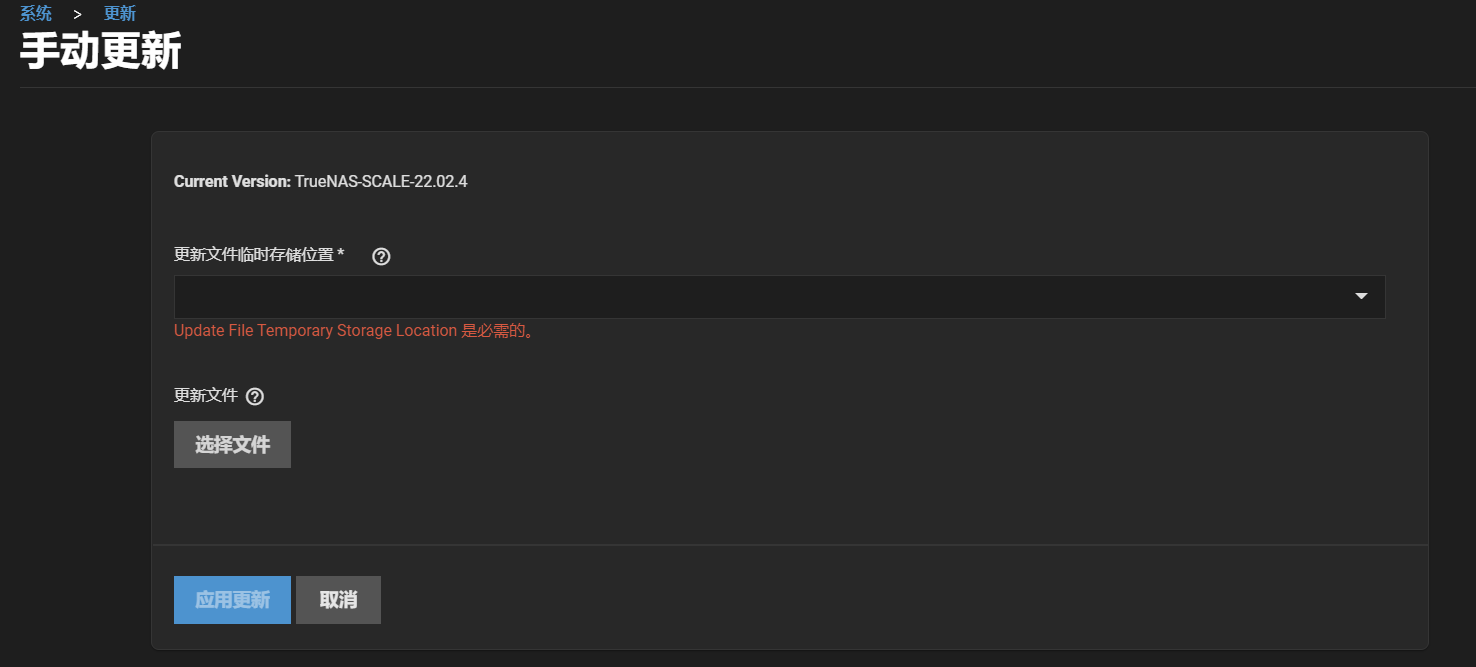 系统 > 更新
手动更新
Current Version: TrueNAS-SCALE-22.02.4
更新文件临时存储位置 *
Update File Temporary Storage Location 是必需的。
更新文件
选择文件
应用更新 取消